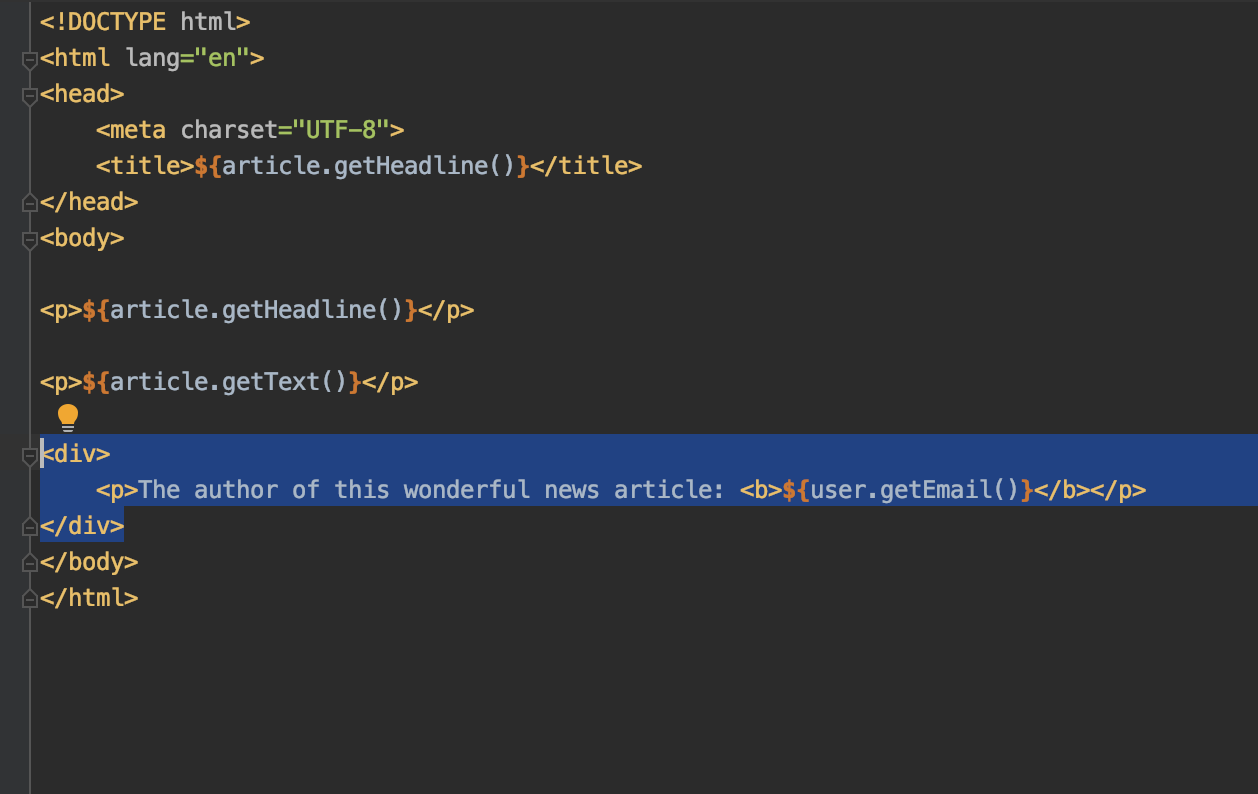 <!DOCTYPE html>
<html lang="en">
<head>
    <meta charset="UTF-8">
    <title>${article.getHeadline()}</title>
</head>
<body>
<p>${article.getHeadline()}</p>
<p>${article.getText()}</p>
<div>
    <p>The author of this wonderful news article: <b>${user.getEmail()}</b></p>
</div>
</body>
</html>